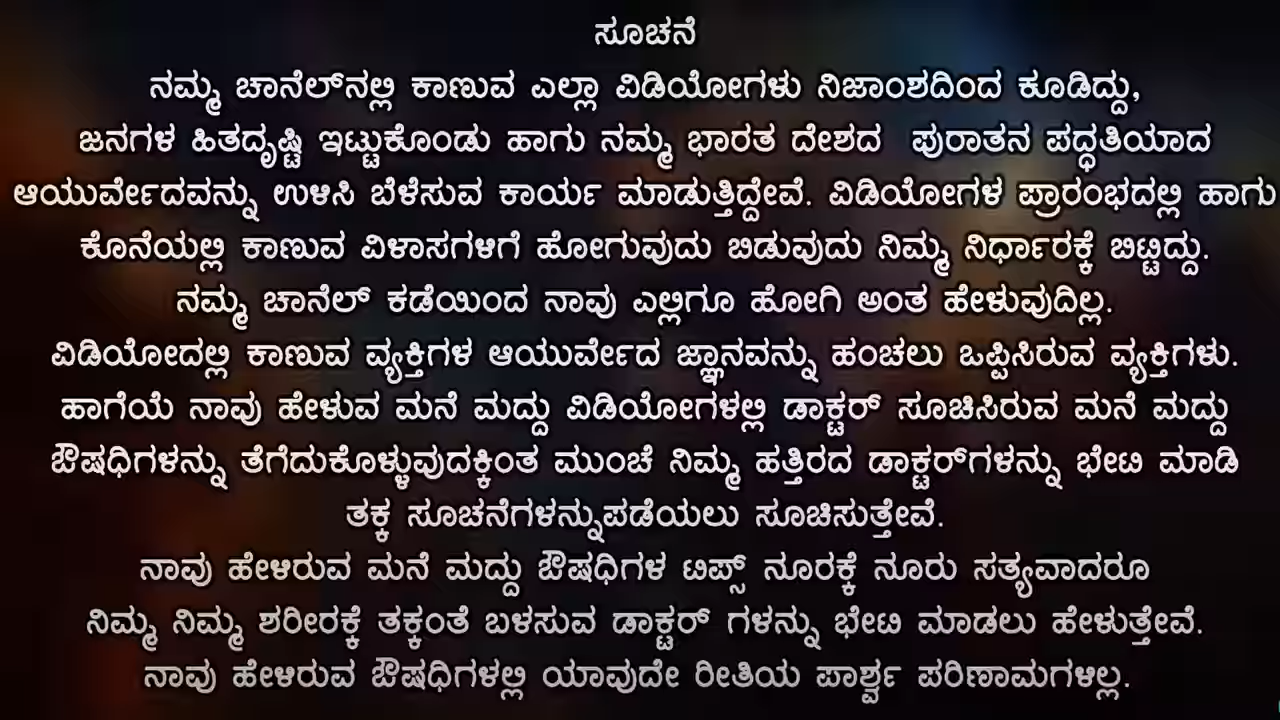 ಸೂಚನೆ
ನಮ್ಮ ಚಾನೆಲ್‌ನಲ್ಲಿ ಕಾಣುವ ಎಲ್ಲಾ ವಿಡಿಯೋಗಳು ನಿಜಾಂಶದಿಂದ ಕೂಡಿದ್ದು,
ಜನಗಳ ಹಿತದೃಷ್ಟಿ ಇಟ್ಟುಕೊಂಡು ಹಾಗು ನಮ್ಮ ಭಾರತ ದೇಶದ ಪುರಾತನ ಪದ್ಧತಿಯಾದ
ಆಯುರ್ವೇದವನ್ನು ಉಳಿಸಿ ಬೆಳೆಸುವ ಕಾರ್ಯ ಮಾಡುತ್ತಿದ್ದೇವೆ. ವಿಡಿಯೋಗಳ ಪ್ರಾರಂಭದಲ್ಲಿ ಹಾಗು
ಕೊನೆಯಲ್ಲಿ ಕಾಣುವ ವಿಳಾಸಗಳಿಗೆ ಹೋಗುವುದು ಬಿಡುವುದು ನಿಮ್ಮ ನಿರ್ಧಾರಕ್ಕೆ ಬಿಟ್ಟಿದ್ದು.
ನಮ್ಮ ಚಾನೆಲ್ ಕಡೆಯಿಂದ ನಾವು ಎಲ್ಲಿಗೂ ಹೋಗಿ ಅಂತ ಹೇಳುವುದಿಲ್ಲ.
ವಿಡಿಯೋದಲ್ಲಿ ಕಾಣುವ ವ್ಯಕ್ತಿಗಳ ಆಯುರ್ವೇದ ಜ್ಞಾನವನ್ನು ಹಂಚಲು ಒಪ್ಪಿಸಿರುವ ವ್ಯಕ್ತಿಗಳು.
ಹಾಗೆಯೆ ನಾವು ಹೇಳುವ ಮನೆ ಮದ್ದು ವಿಡಿಯೋಗಳಲ್ಲಿ ಡಾಕ್ಟರ್ ಸೂಚಿಸಿರುವ ಮನೆ ಮದ್ದು
ಔಷಧಿಗಳನ್ನು ತೆಗೆದುಕೊಳ್ಳುವುದಕ್ಕಿಂತ ಮುಂಚೆ ನಿಮ್ಮ ಹತ್ತಿರದ ಡಾಕ್ಟರ್‌ಗಳನ್ನು ಭೇಟಿ ಮಾಡಿ
ತಕ್ಕ ಸೂಚನೆಗಳನ್ನುಪಡೆಯಲು ಸೂಚಿಸುತ್ತೇವೆ.
ನಾವು ಹೇಳಿರುವ ಮನೆ ಮದ್ದು ಔಷಧಿಗಳ ಟಿಪ್ಸ್ ನೂರಕ್ಕೆ ನೂರು ಸತ್ಯವಾದರೂ
ನಿಮ್ಮ ನಿಮ್ಮ ಶರೀರಕ್ಕೆ ತಕ್ಕಂತೆ ಬಳಸುವ ಡಾಕ್ಟರ್ ಗಳನ್ನು ಭೇಟಿ ಮಾಡಲು ಹೇಳುತ್ತೇವೆ.
ನಾವು ಹೇಳಿರುವ ಔಷಧಿಗಳಲ್ಲಿ ಯಾವುದೇ ರೀತಿಯ ಪಾರ್ಶ್ವ ಪರಿಣಾಮಗಳಿಲ್ಲ.